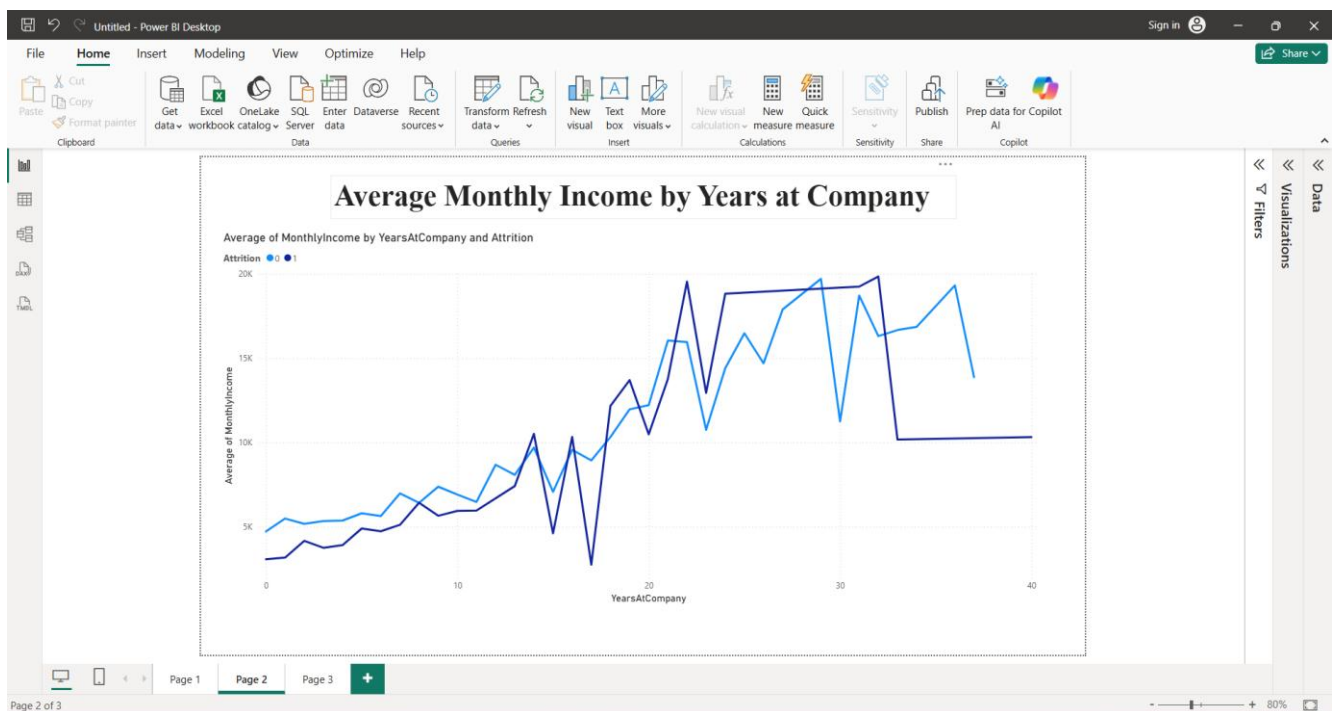 Untitled - Power BI Desktop
Sign in
File Home Insert Modeling View Optimize Help
Share
Paste
Cut
Copy
Format painter
Clipboard
Get data
Excel workbook
OneLake catalog
SQL Server
Enter data
Dataverse
Recent sources
Data
Transform data
Refresh
Queries
New visual
Text box
More visuals
Insert
New visual calculation
New measure
Quick measure
Calculations
Sensitivity
Sensitivity
Publish
Share
Prep data for AI
Copilot
Copilot
Average Monthly Income by Years at Company
Average of MonthlyIncome by YearsAtCompany and Attrition
Attrition 0 1
Average of MonthlyIncome
20K
15K
10K
5K
0 10 20 30 40
YearsAtCompany
Filters
Visualizations
Data
DAX
TMDL
Page 1 Page 2 Page 3 +
Page 2 of 3
- + 80%